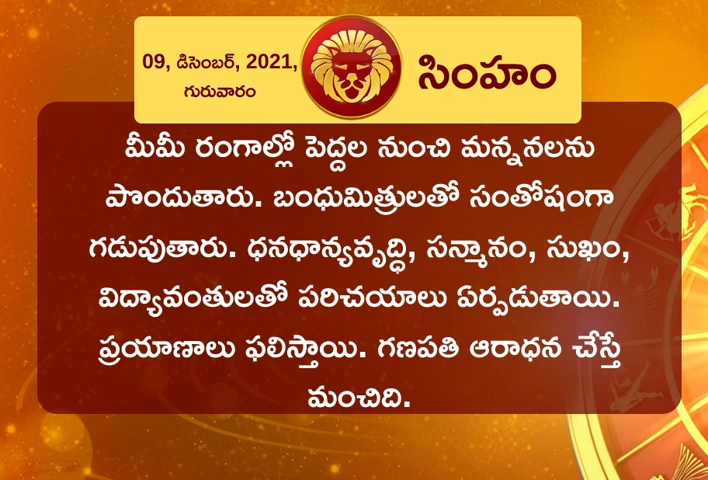 09, డిసెంబర్, 2021,
గురువారం
సింహం
మీమీ రంగాల్లో పెద్దల నుంచి మన్ననలను
పొందుతారు. బంధుమిత్రులతో సంతోషంగా
గడుపుతారు. ధనధాన్యవృద్ధి, సన్మానం, సుఖం,
విద్యావంతులతో పరిచయాలు ఏర్పడుతాయి.
ప్రయాణాలు ఫలిస్తాయి. గణపతి ఆరాధన చేస్తే
మంచిది.